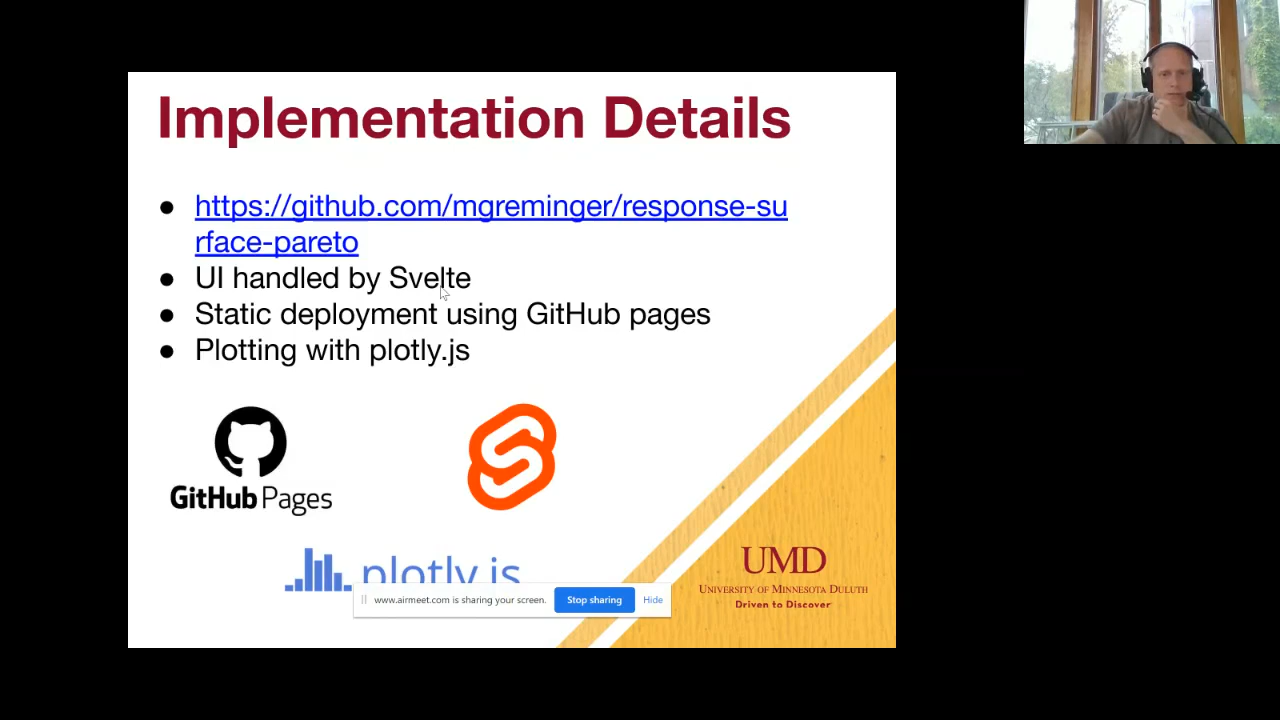 Implementation Details
● https://github.com/mgreminger/response-su
rface-pareto
● UI handled by Svelte
● Static deployment using GitHub pages
● Plotting with plotly.js
GitHub Pages
plotly.js
www.airmeet.com is sharing your screen. Stop sharing Hide
UMD
UNIVERSITY OF MINNESOTA DULUTH
Driven to Discover